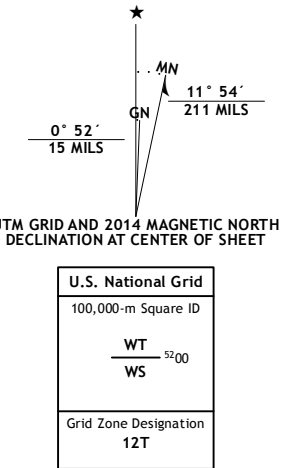 ★
MN
GN
11° 54´
211 MILS
0° 52´
15 MILS
UTM GRID AND 2014 MAGNETIC NORTH
DECLINATION AT CENTER OF SHEET
U.S. National Grid
100,000-m Square ID
WT
5200
WS
Grid Zone Designation
12T